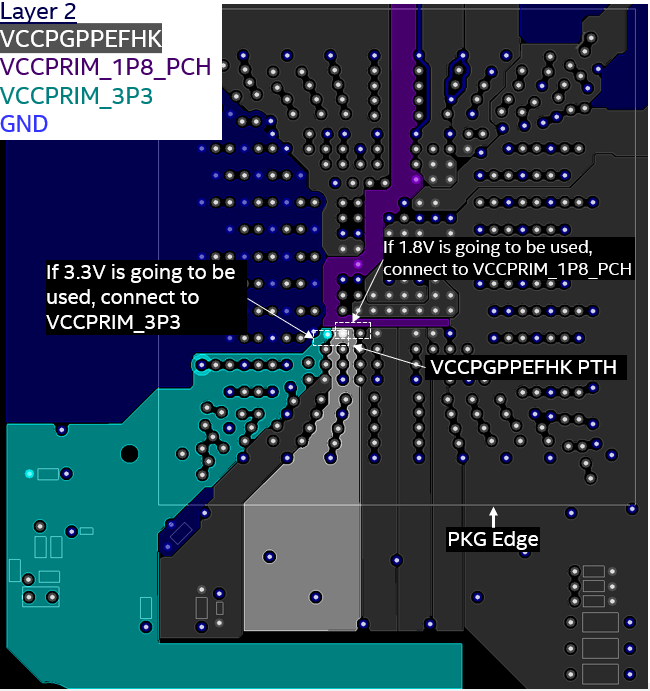 Layer 2
VCCPGPPEFHK
VCCPRIM_1P8_PCH
VCCPRIM_3P3
GND
If 1.8V is going to be used,
connect to VCCPRIM_1P8_PCH
If 3.3V is going to be
used, connect to
VCCPRIM_3P3
VCCPGPPEFHK PTH
PKG Edge